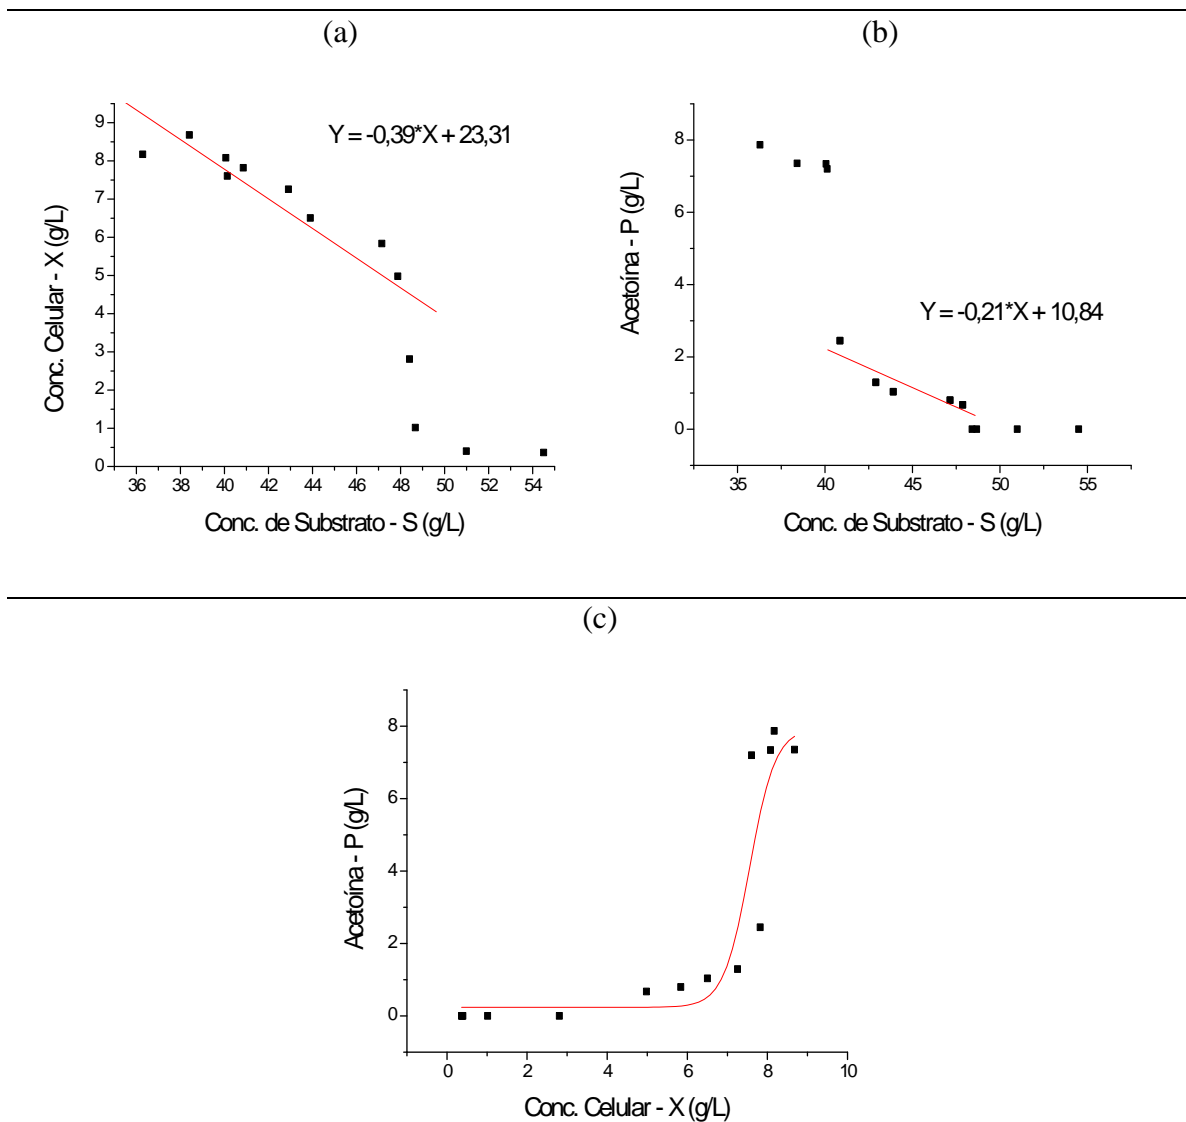 (a)
(b)
Y = -0,39*X + 23,31
9
8
7
6
5
4
3
2
1
0
Conc. Celular - X (g/L)
36 38 40 42 44 46 48 50 52 54
Conc. de Substrato - S (g/L)
Y = -0,21*X + 10,84
8
6
4
2
0
Acetoína - P (g/L)
35 40 45 50 55
Conc. de Substrato - S (g/L)
(c)
8
6
4
2
0
Acetoína - P (g/L)
0 2 4 6 8 10
Conc. Celular - X (g/L)